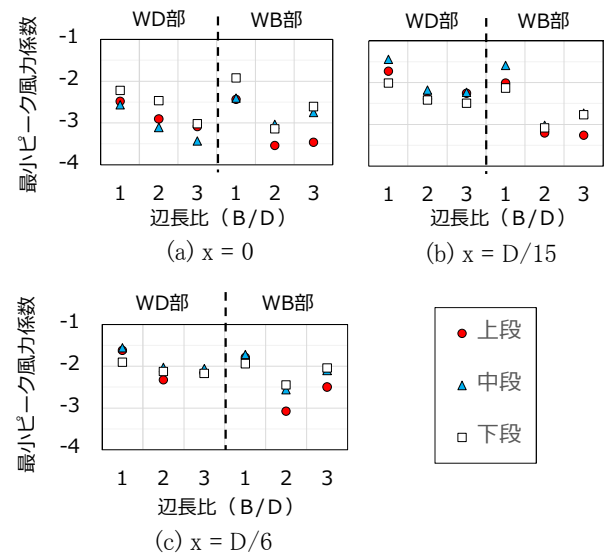 WD部 WB部
最小ピーク風力係数
-1
-2
-3
-4
1 2 3 1 2 3
辺長比（B/D）
(a) x = 0
WD部 WB部
1 2 3 1 2 3
辺長比（B/D）
(b) x = D/15
WD部 WB部
最小ピーク風力係数
-1
-2
-3
-4
1 2 3 1 2 3
辺長比（B/D）
(c) x = D/6
上段
中段
下段